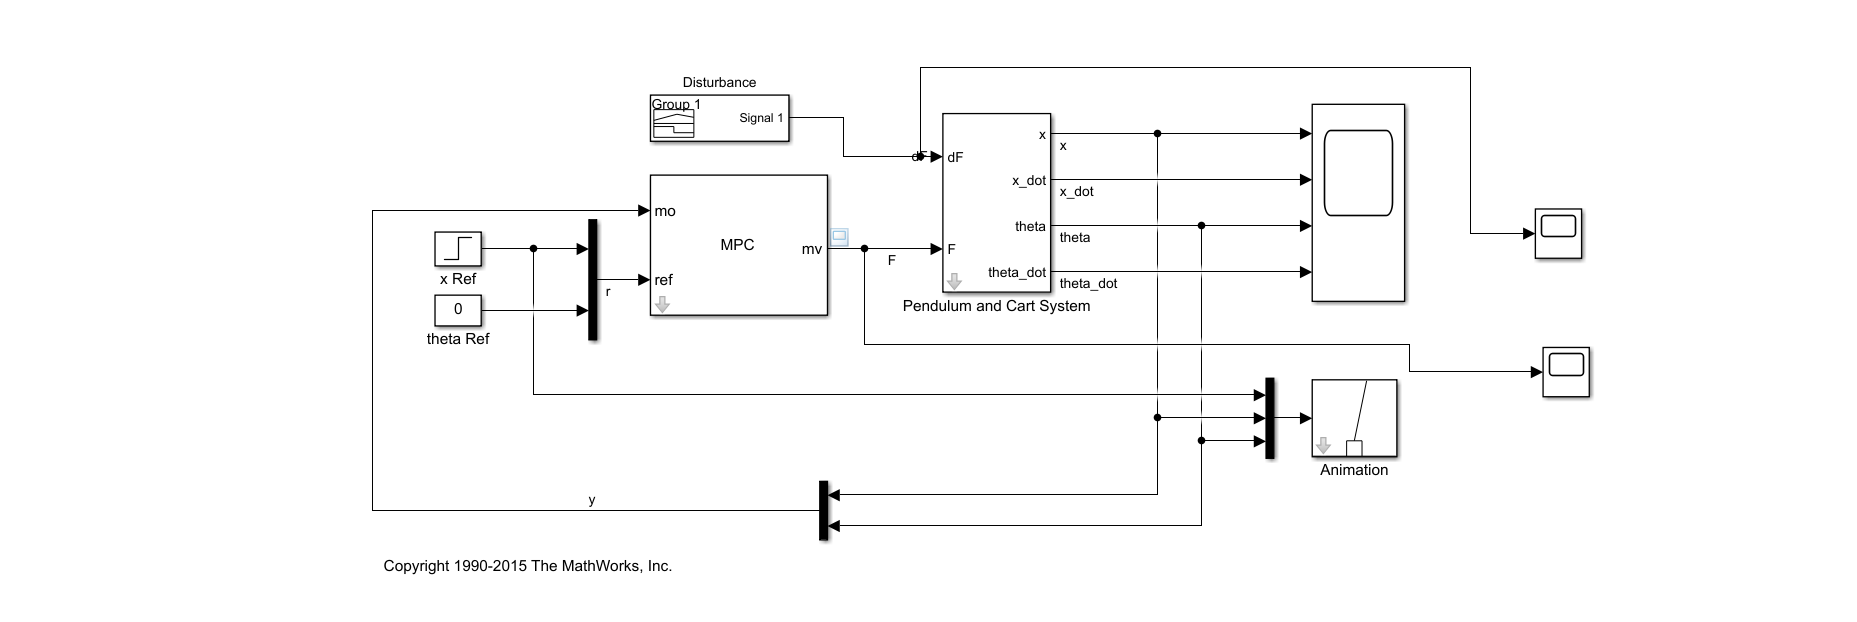 Disturbance
Group 1
Signal 1
dF
dF
x
x
x_dot
x_dot
theta
theta
theta_dot
theta_dot
F
Pendulum and Cart System
mo
MPC
mv
F
ref
x Ref
r
0
theta Ref
Animation
y
Copyright 1990-2015 The MathWorks, Inc.